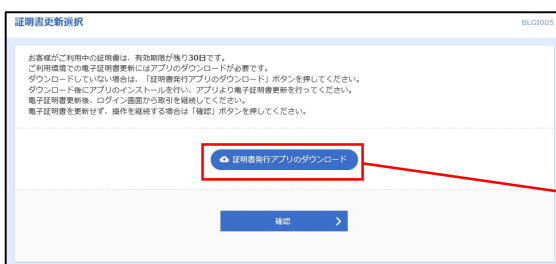 証明書更新選択
BLGI005
お客様がご利用中の証明書は、有効期限が残り30日です。
ご利用環境での電子証明書更新にはアプリのダウンロードが必要です。
ダウンロードしていない場合は、「証明書発行アプリのダウンロード」ボタンを押してください。
ダウンロード後にアプリのインストールを行い、アプリより電子証明書更新を行ってください。
電子証明書更新後、ログイン画面から取引を継続してください。
電子証明書を更新せず、操作を継続する場合は「確認」ボタンを押してください。
証明書発行アプリのダウンロード
確認